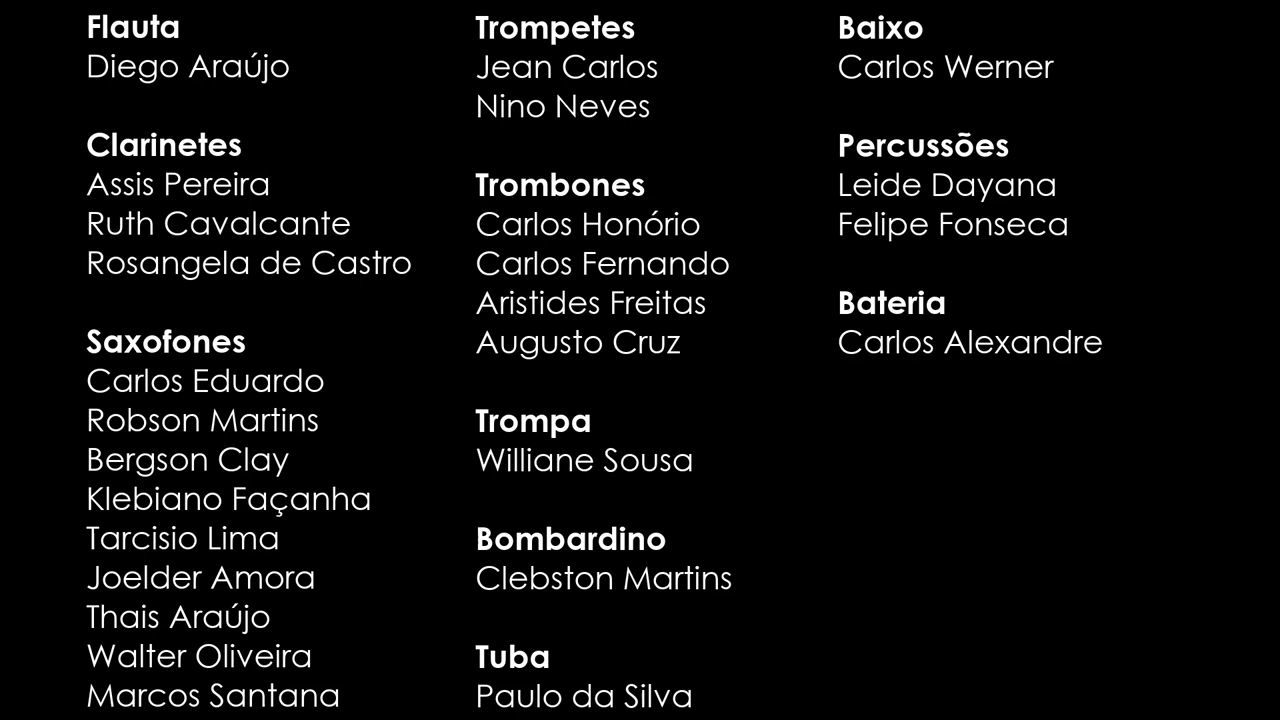 Flauta
Diego Araújo
Clarinetes
Assis Pereira
Ruth Cavalcante
Rosangela de Castro
Saxofones
Carlos Eduardo
Robson Martins
Bergson Clay
Klebiano Façanha
Tarcisio Lima
Joelder Amora
Thais Araújo
Walter Oliveira
Marcos Santana
Trompetes
Jean Carlos
Nino Neves
Trombones
Carlos Honório
Carlos Fernando
Aristides Freitas
Augusto Cruz
Trompa
Williane Sousa
Bombardino
Clebston Martins
Tuba
Paulo da Silva
Baixo
Carlos Werner
Percussões
Leide Dayana
Felipe Fonseca
Bateria
Carlos Alexandre